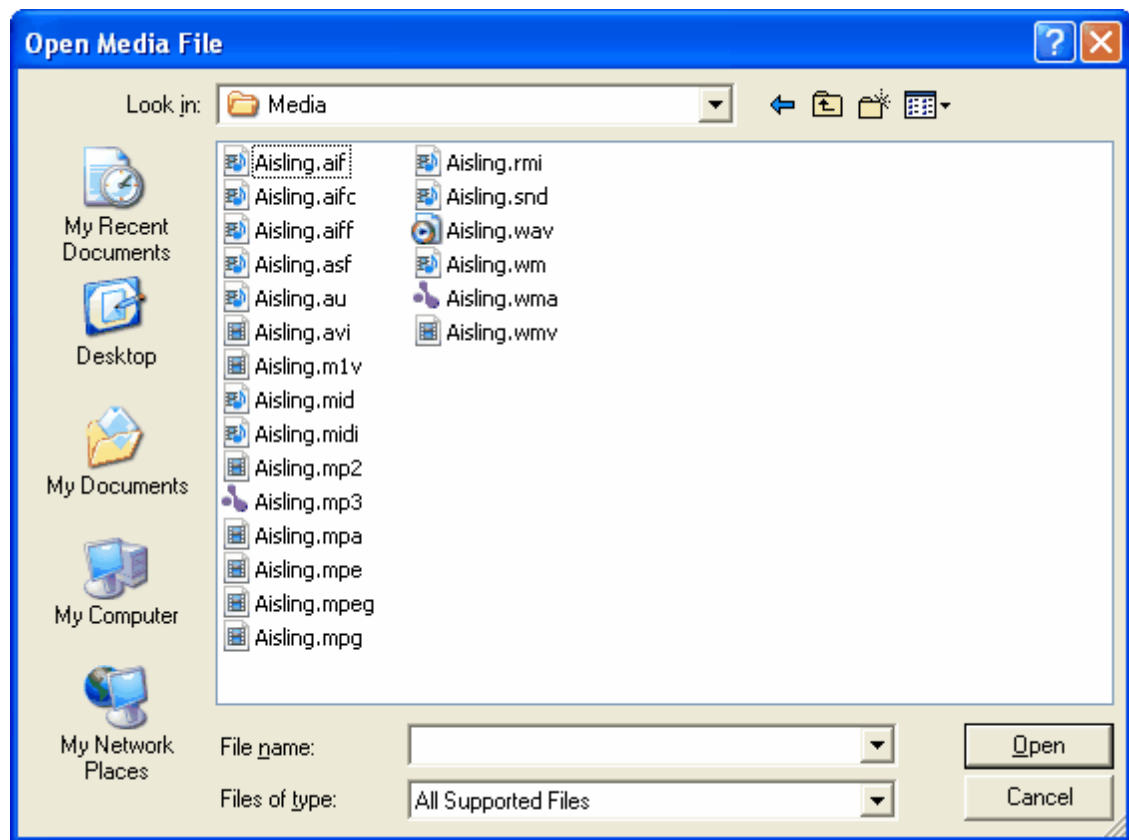 Open Media File
Look in: Media
My Recent
Documents
Desktop
My Documents
My Computer
My Network
Places
Aisling.aif
Aisling.aifc
Aisling.aiff
Aisling.asf
Aisling.au
Aisling.avi
Aisling.m1v
Aisling.mid
Aisling.midi
Aisling.mp2
Aisling.mp3
Aisling.mpa
Aisling.mpe
Aisling.mpeg
Aisling.mpg
Aisling.rmi
Aisling.snd
Aisling.wav
Aisling.wm
Aisling.wma
Aisling.wmv
File name:
Open
Files of type: All Supported Files
Cancel